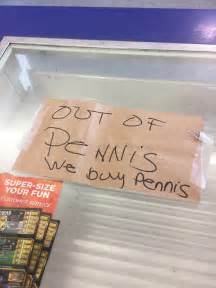 OUT OF
PENNiS
We buy Pennis
SUPER-SIZE
YOUR FUN